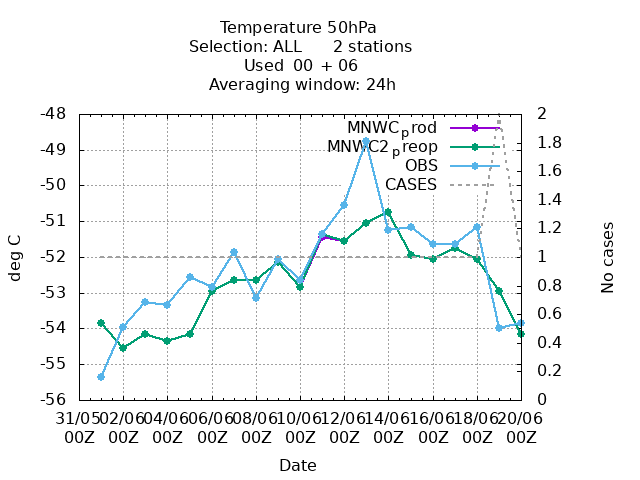 Temperature 50hPa
Selection: ALL 2 stations
Used 00 + 06
Averaging window: 24h
-48
-49
-50
-51
-52
-53
-54
-55
-56
deg C
MNWC_prod
MNWC2_preop
OBS
CASES
2
1.8
1.6
1.4
1.2
1
0.8
0.6
0.4
0.2
0
No cases
31/05 02/06 04/06 06/06 08/06 10/06 12/06 14/06 16/06 18/06 20/06
00Z 00Z 00Z 00Z 00Z 00Z 00Z 00Z 00Z 00Z 00Z
Date